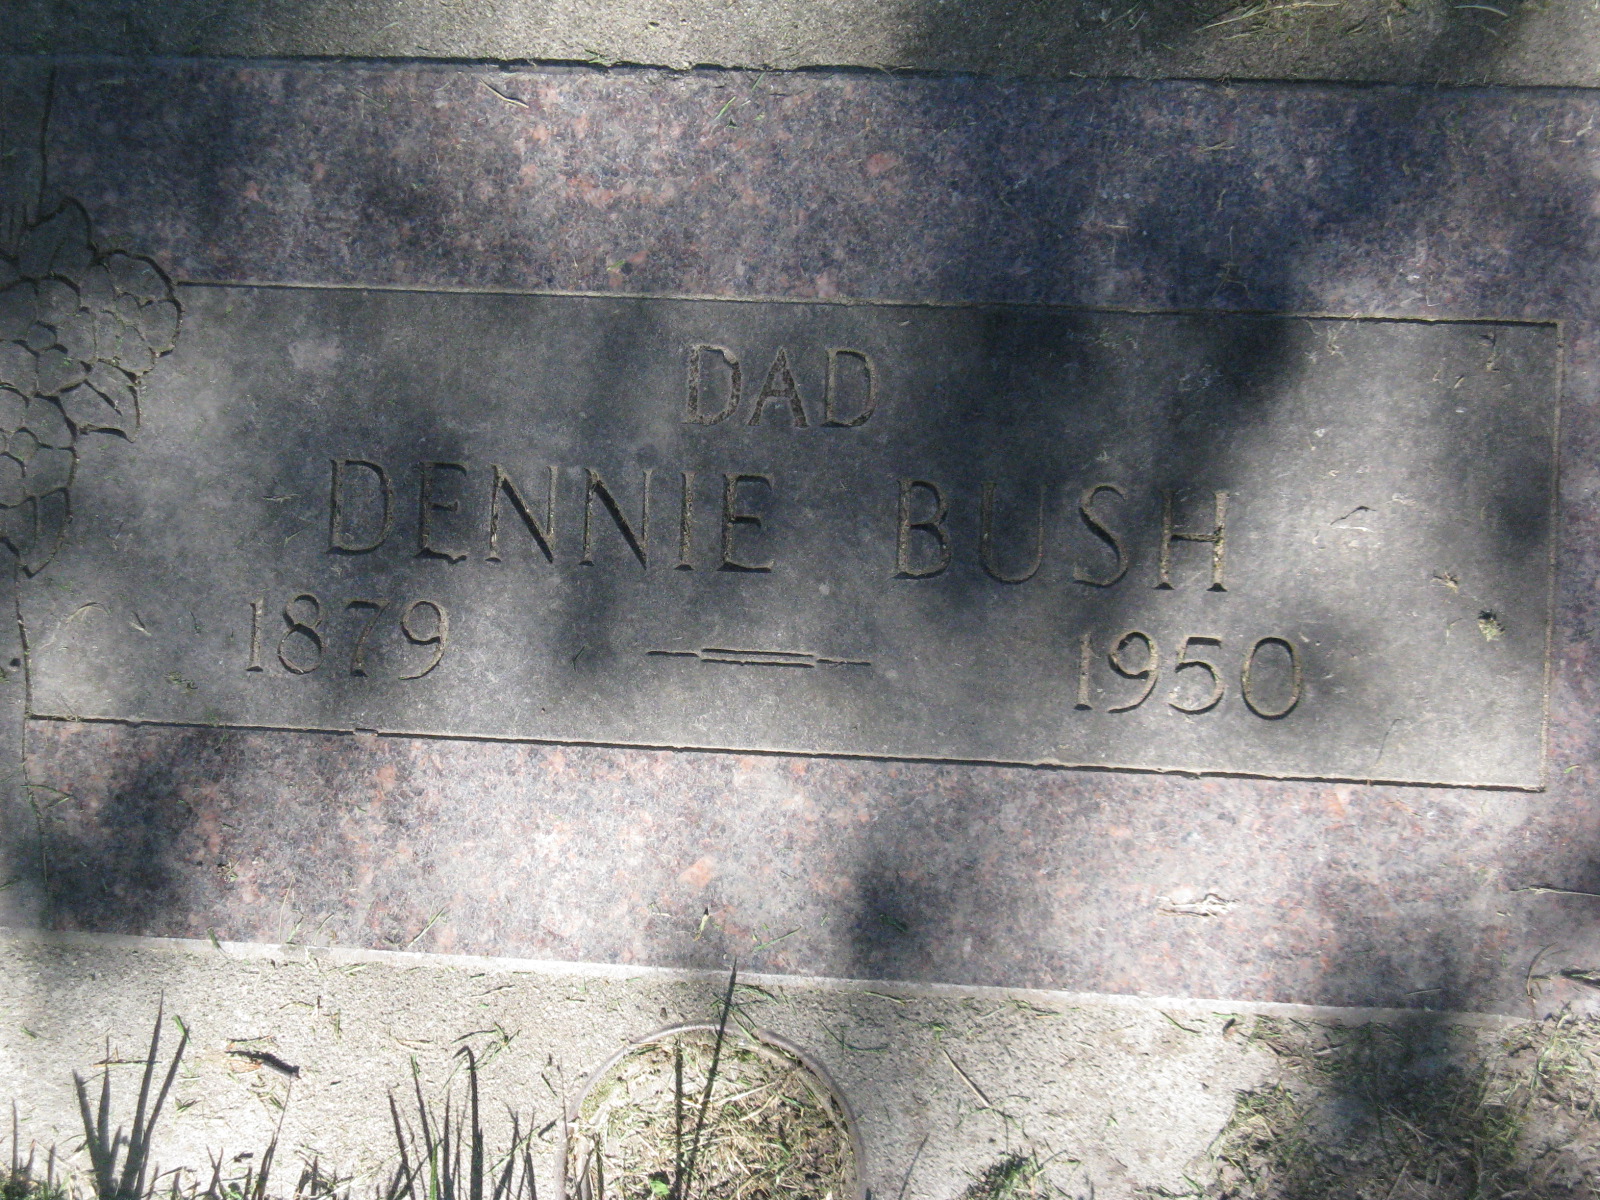 DAD
DENNIE BUSH
1879 — 1950